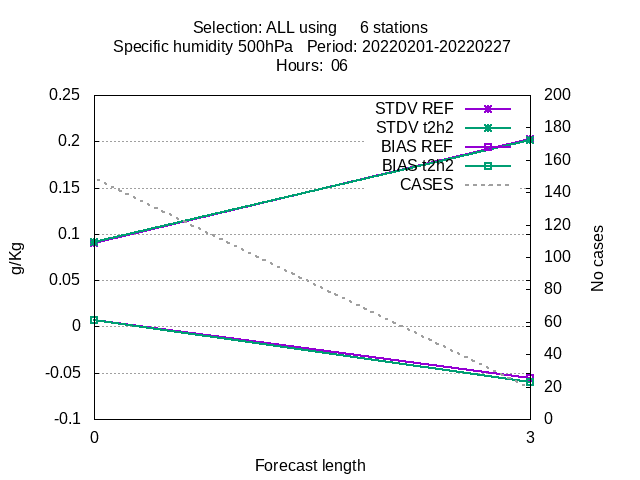 Selection: ALL using 6 stations
Specific humidity 500hPa Period: 20220201-20220227
Hours: 06
0.25
0.2
0.15
0.1
0.05
0
-0.05
-0.1
g/Kg
STDV REF
STDV t2h2
BIAS REF
BIAS t2h2
CASES
200
180
160
140
120
100
80
60
40
20
0
No cases
0
3
Forecast length